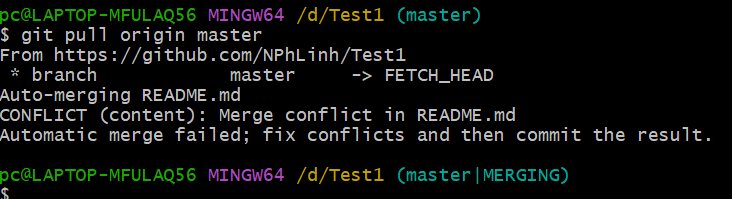 pc@LAPTOP-MFULAQ56 MINGW64 /d/Test1 (master)
$ git pull origin master
From https://github.com/NPhLinh/Test1
 * branch            master     -> FETCH_HEAD
Auto-merging README.md
CONFLICT (content): Merge conflict in README.md
Automatic merge failed; fix conflicts and then commit the result.

pc@LAPTOP-MFULAQ56 MINGW64 /d/Test1 (master|MERGING)
$